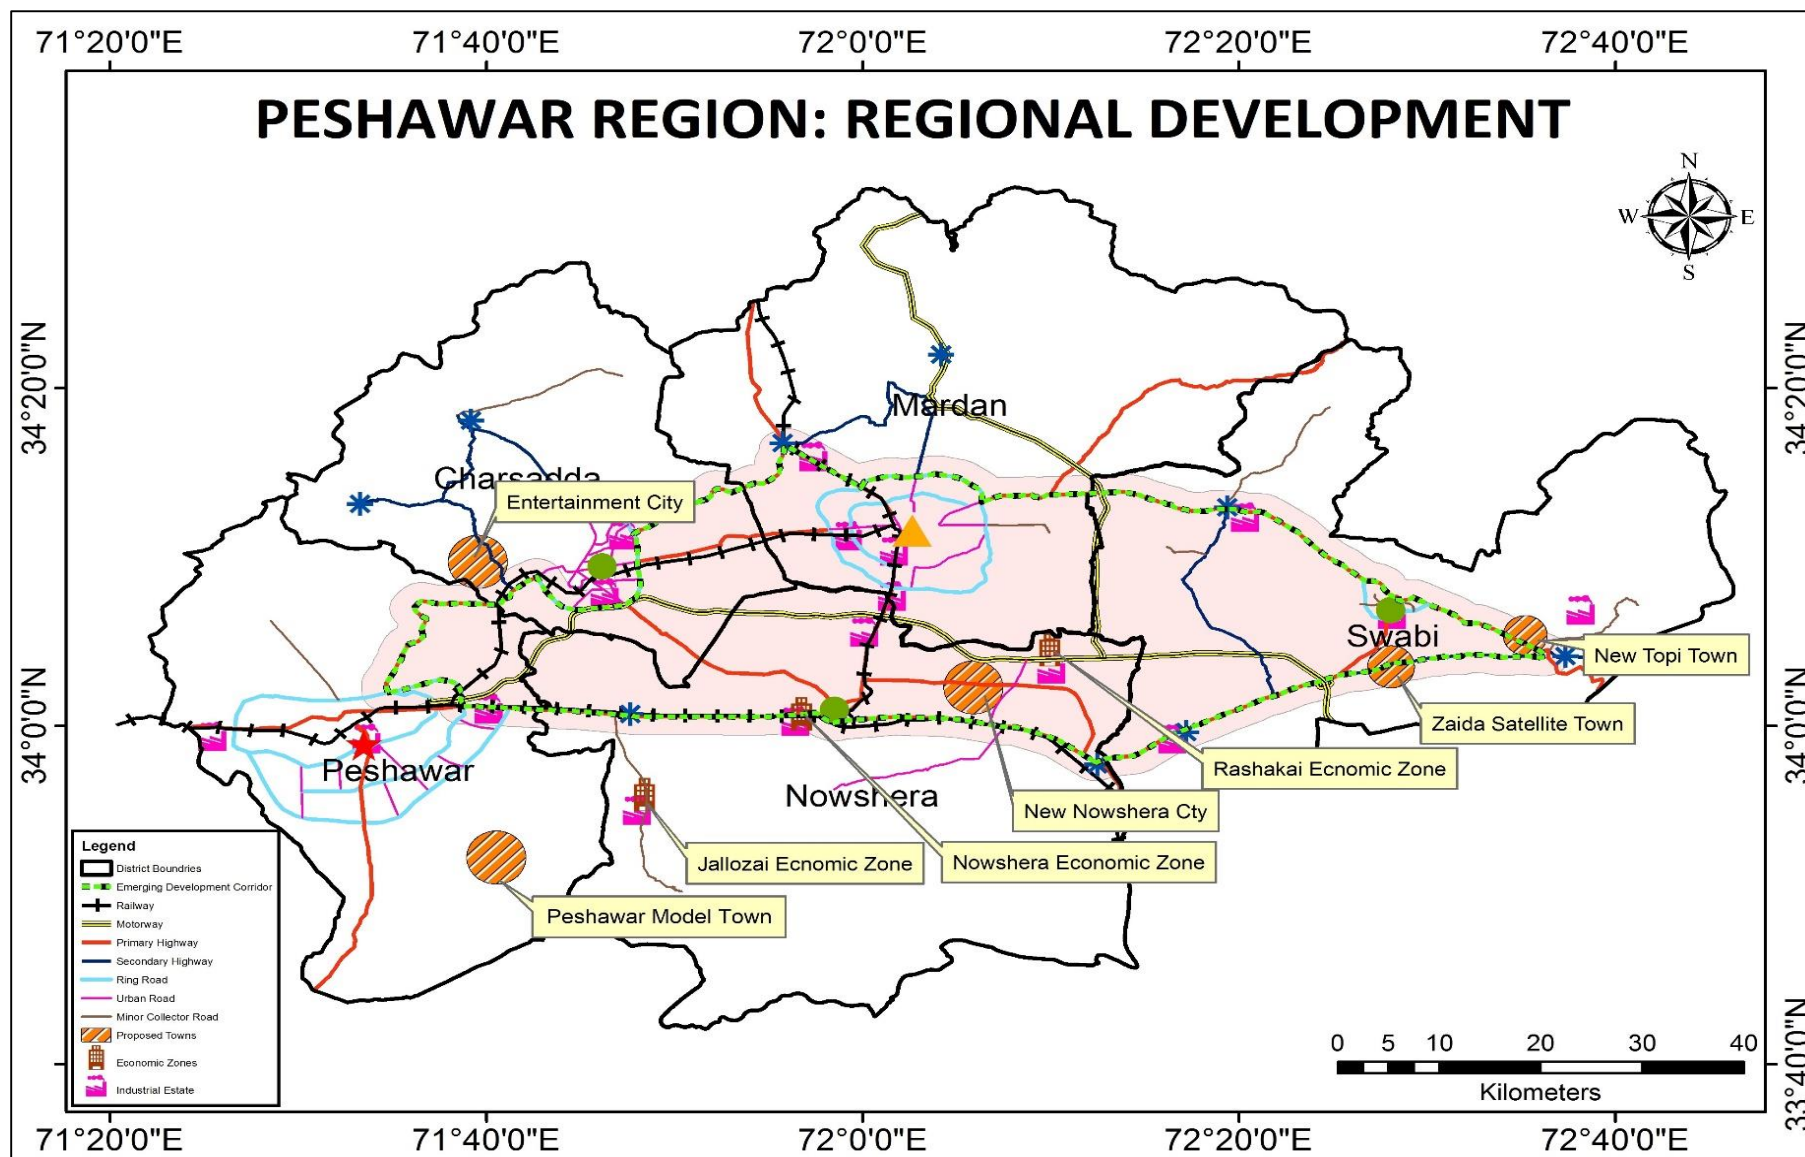 71°20'0"E 71°40'0"E 72°0'0"E 72°20'0"E 72°40'0"E
PESHAWAR REGION: REGIONAL DEVELOPMENT
N
W E
S
34°20'0"N 34°20'0"N
Mardan
Charsadda
Entertainment City
Swabi
New Topi Town
34°0'0"N 34°0'0"N
Zaida Satellite Town
Peshawar
Rashakai Ecnomic Zone
Nowshera
New Nowshera Cty
Jallozai Ecnomic Zone
Nowshera Economic Zone
Peshawar Model Town
Legend
District Boundries
Emerging Development Corridor
Railway
Motorway
Primary Highway
Secondary Highway
Ring Road
Urban Road
Minor Collector Road
Proposed Towns
Economic Zones
Industrial Estate
0 5 10 20 30 40
Kilometers
33°40'0"N 33°40'0"N
71°20'0"E 71°40'0"E 72°0'0"E 72°20'0"E 72°40'0"E